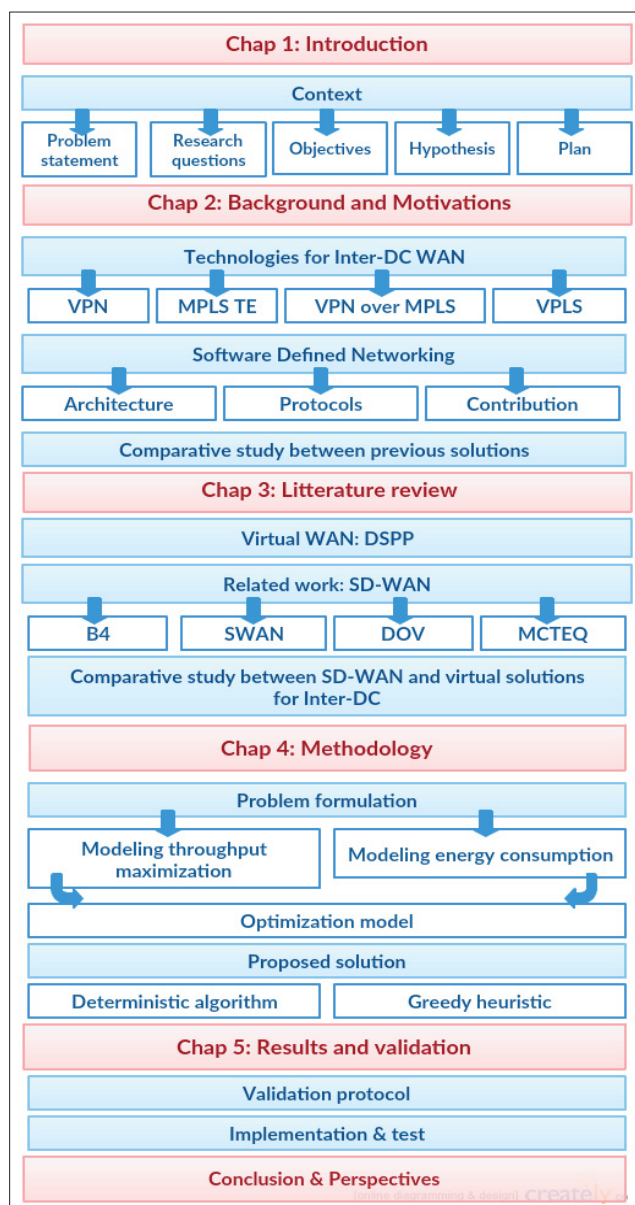 Chap 1: Introduction
Context
Problem
statement
Research
questions
Objectives
Hypothesis
Plan
Chap 2: Background and Motivations
Technologies for Inter-DC WAN
VPN
MPLS TE
VPN over MPLS
VPLS
Software Defined Networking
Architecture
Protocols
Contribution
Comparative study between previous solutions
Chap 3: Litterature review
Virtual WAN: DSPP
Related work: SD-WAN
B4
SWAN
DOV
MCTEQ
Comparative study between SD-WAN and virtual solutions
for Inter-DC
Chap 4: Methodology
Problem formulation
Modeling throughput
maximization
Modeling energy consumption
Optimization model
Proposed solution
Deterministic algorithm
Greedy heuristic
Chap 5: Results and validation
Validation protocol
Implementation & test
Conclusion & Perspectives
[online diagramming & design] creately